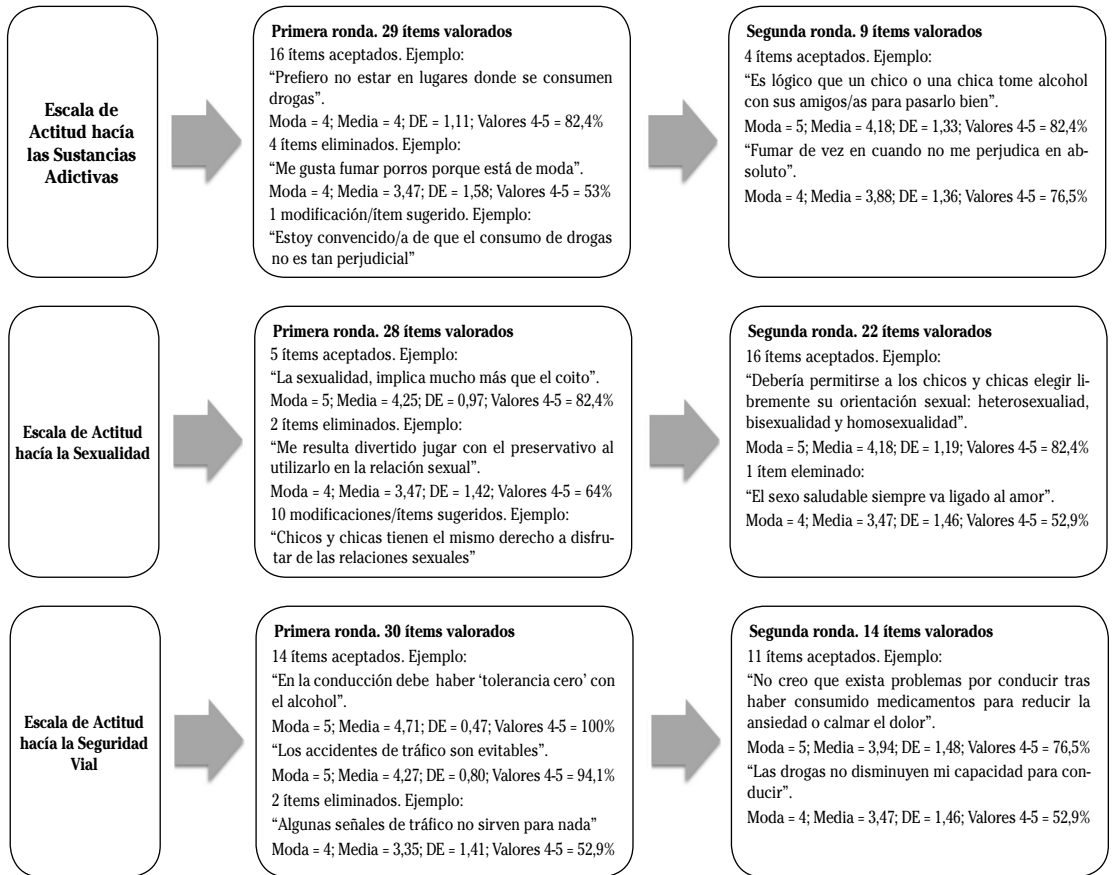 Escala de
Actitud hacía
las Sustancias
Adictivas
Primera ronda. 29 ítems valorados
16 ítems aceptados. Ejemplo:
“Prefiero no estar en lugares donde se consumen
drogas”.
Moda = 4; Media = 4; DE = 1,11; Valores 4-5 = 82,4%
4 ítems eliminados. Ejemplo:
“Me gusta fumar porros porque está de moda”.
Moda = 4; Media = 3,47; DE = 1,58; Valores 4-5 = 53%
1 modificación/ítem sugerido. Ejemplo:
“Estoy convencido/a de que el consumo de drogas
no es tan perjudicial”
Segunda ronda. 9 ítems valorados
4 ítems aceptados. Ejemplo:
“Es lógico que un chico o una chica tome alcohol
con sus amigos/as para pasarlo bien”.
Moda = 5; Media = 4,18; DE = 1,33; Valores 4-5 = 82,4%
“Fumar de vez en cuando no me perjudica en ab-
soluto”.
Moda = 4; Media = 3,88; DE = 1,36; Valores 4-5 = 76,5%
Escala de Actitud
hacía la Sexualidad
Primera ronda. 28 ítems valorados
5 ítems aceptados. Ejemplo:
“La sexualidad, implica mucho más que el coito”.
Moda = 5; Media = 4,25; DE = 0,97; Valores 4-5 = 82,4%
2 ítems eliminados. Ejemplo:
“Me resulta divertido jugar con el preservativo al
utilizarlo en la relación sexual”.
Moda = 4; Media = 3,47; DE = 1,42; Valores 4-5 = 64%
10 modificaciones/ítems sugeridos. Ejemplo:
“Chicos y chicas tienen el mismo derecho a disfru-
tar de las relaciones sexuales”
Segunda ronda. 22 ítems valorados
16 ítems aceptados. Ejemplo:
“Debería permitirse a los chicos y chicas elegir li-
bremente su orientación sexual: heterosexualiad,
bisexualidad y homosexualidad”.
Moda = 5; Media = 4,18; DE = 1,19; Valores 4-5 = 82,4%
1 ítem eleminado:
“El sexo saludable siempre va ligado al amor”.
Moda = 4; Media = 3,47; DE = 1,46; Valores 4-5 = 52,9%
Escala de Actitud
hacía la Seguridad
Vial
Primera ronda. 30 ítems valorados
14 ítems aceptados. Ejemplo:
“En la conducción debe haber ‘tolerancia cero’ con
el alcohol”.
Moda = 5; Media = 4,71; DE = 0,47; Valores 4-5 = 100%
“Los accidentes de tráfico son evitables”.
Moda = 5; Media = 4,27; DE = 0,80; Valores 4-5 = 94,1%
2 ítems eliminados. Ejemplo:
“Algunas señales de tráfico no sirven para nada”
Moda = 4; Media = 3,35; DE = 1,41; Valores 4-5 = 52,9%
Segunda ronda. 14 ítems valorados
11 ítems aceptados. Ejemplo:
“No creo que exista problemas por conducir tras
haber consumido medicamentos para reducir la
ansiedad o calmar el dolor”.
Moda = 5; Media = 3,94; DE = 1,48; Valores 4-5 = 76,5%
“Las drogas no disminuyen mi capacidad para con-
ducir”.
Moda = 4; Media = 3,47; DE = 1,46; Valores 4-5 = 52,9%